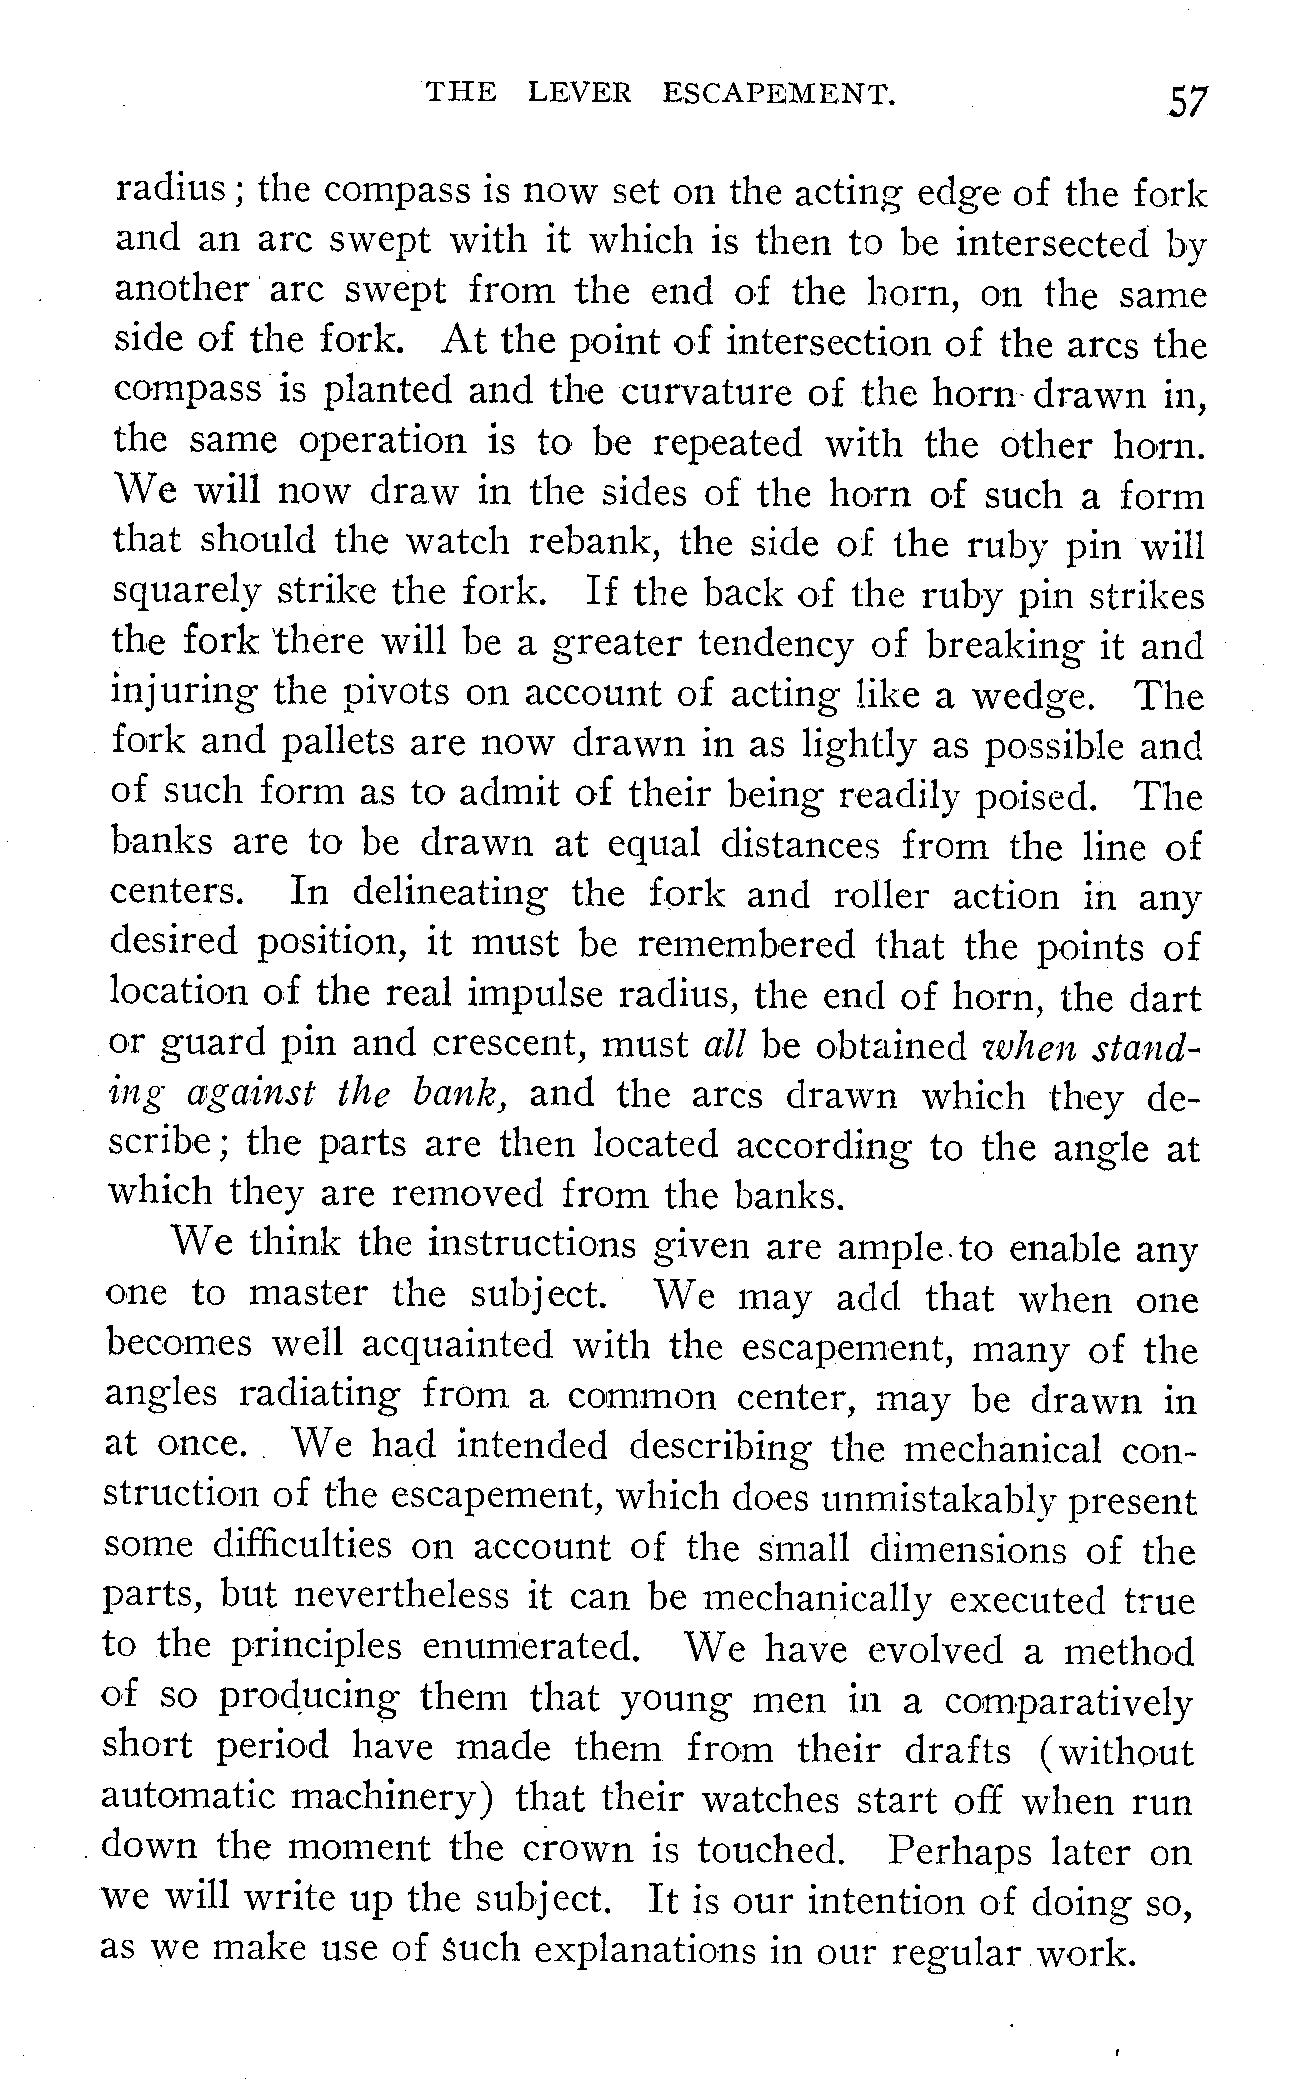 THE LEVER ESCAPEMENT. 57
radius; the compass is now set on the acting edge of the fork
and an arc swept with it which is then to be intersected by
another arc swept from the end of the horn, on the same
side of the fork. At the point of intersection of the arcs the
compass is planted and the curvature of the horn drawn in,
the same operation is to be repeated with the other horn.
We will now draw in the sides of the horn of such a form
that should the watch rebank, the side of the ruby pin will
squarely strike the fork. If the back of the ruby pin strikes
the fork there will be a greater tendency of breaking it and
injuring the pivots on account of acting like a wedge. The
fork and pallets are now drawn in as lightly as possible and
of such form as to admit of their being readily poised. The
banks are to be drawn at equal distances from the line of
centers. In delineating the fork and roller action in any
desired position, it must be remembered that the points of
location of the real impulse radius, the end of horn, the dart
or guard pin and crescent, must all be obtained when stand-
ing against the bank, and the arcs drawn which they de-
scribe; the parts are then located according to the angle at
which they are removed from the banks.
We think the instructions given are ample to enable any
one to master the subject. We may add that when one
becomes well acquainted with the escapement, many of the
angles radiating from a common center, may be drawn in
at once. We had intended describing the mechanical con-
struction of the escapement, which does unmistakably present
some difficulties on account of the small dimensions of the
parts, but nevertheless it can be mechanically executed true
to the principles enumerated. We have evolved a method
of so producing them that young men in a comparatively
short period have made them from their drafts (without
automatic machinery) that their watches start off when run
down the moment the crown is touched. Perhaps later on
we will write up the subject. It is our intention of doing so,
as we make use of such explanations in our regular work.